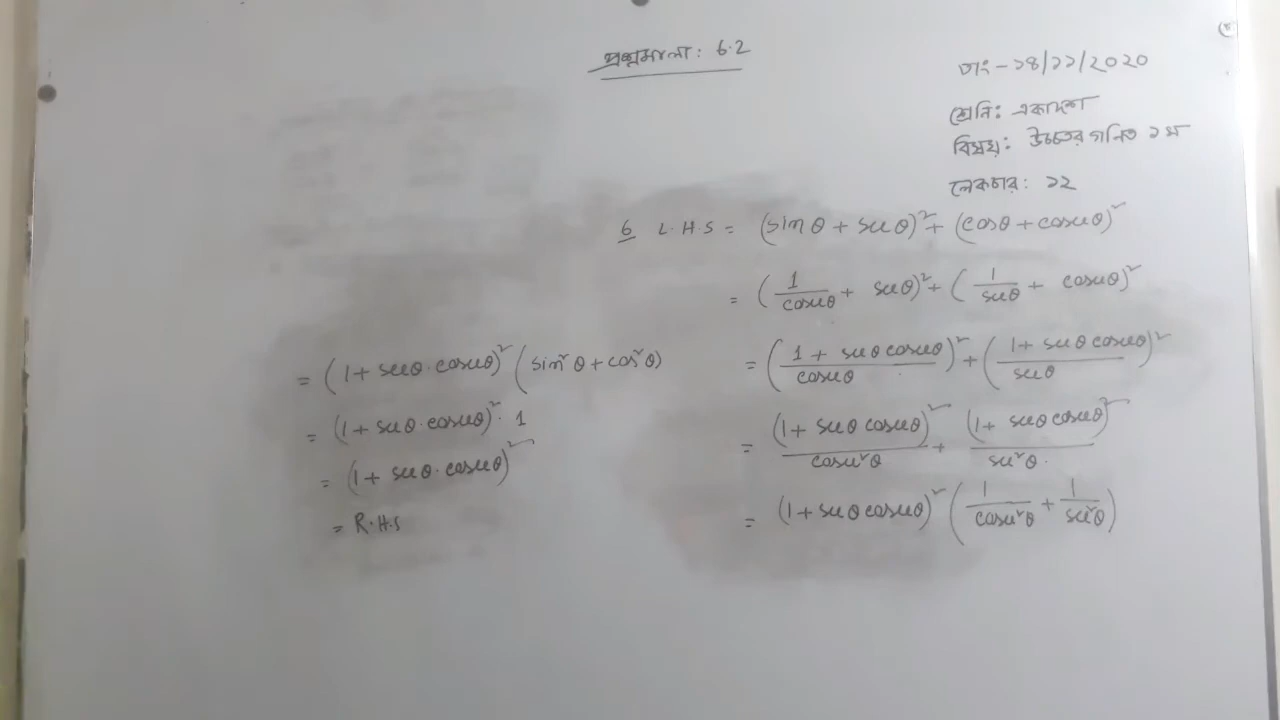 প্রশ্নমালা: 6.2
তাং-১৪/১১/2020
শ্রেনি: একাদশ
বিষয়: উচ্চতর গনিত ১ম
লেকচার: ১২
6 L.H.S = (sinθ + secθ)² + (cosθ + cosecθ)²
= (1/cosecθ + secθ)² + (1/secθ + cosecθ)²
= ((1 + secθ cosecθ)/cosecθ)² + ((1 + secθ cosecθ)/secθ)²
= (1 + secθ cosecθ)²/cosec²θ + (1 + secθ cosecθ)²/sec²θ.
= (1 + secθ cosecθ)² (1/cosec²θ + 1/sec²θ)
= (1 + secθ. cosecθ)² (sin²θ + cos²θ)
= (1 + secθ. cosecθ)². 1
= (1 + secθ. cosecθ)²
= R.H.S